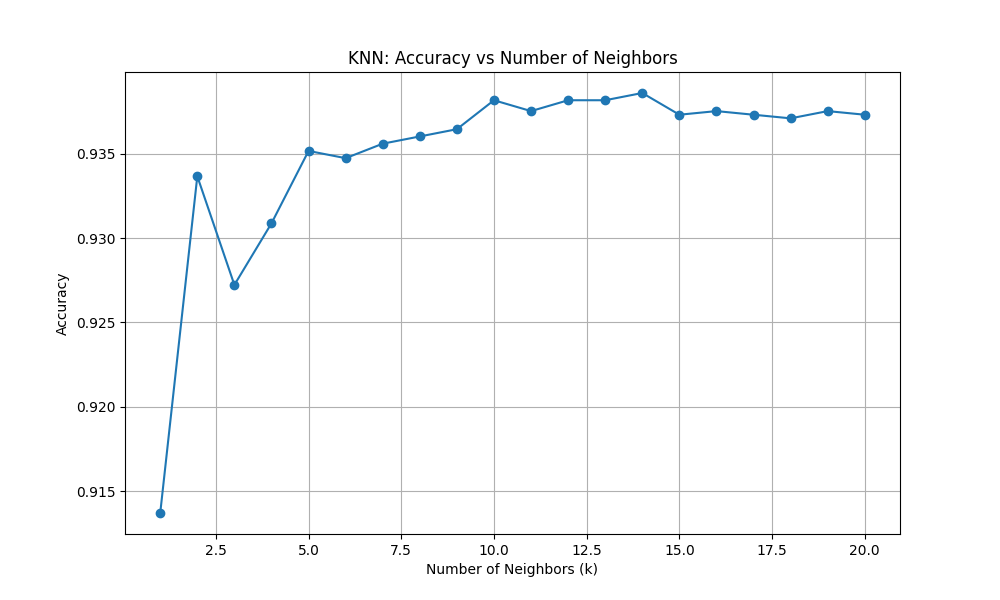 KNN: Accuracy vs Number of Neighbors
0.935
0.930
0.925
0.920
0.915
Accuracy
2.5 5.0 7.5 10.0 12.5 15.0 17.5 20.0
Number of Neighbors (k)